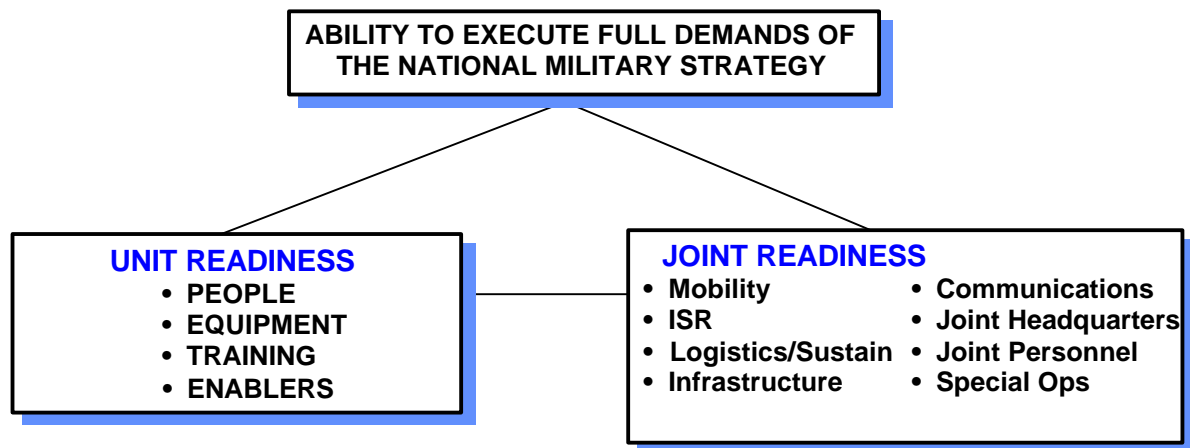 ABILITY TO EXECUTE FULL DEMANDS OF
THE NATIONAL MILITARY STRATEGY
UNIT READINESS
• PEOPLE
• EQUIPMENT
• TRAINING
• ENABLERS
JOINT READINESS
• Mobility
• ISR
• Logistics/Sustain
• Infrastructure
• Communications
• Joint Headquarters
• Joint Personnel
• Special Ops